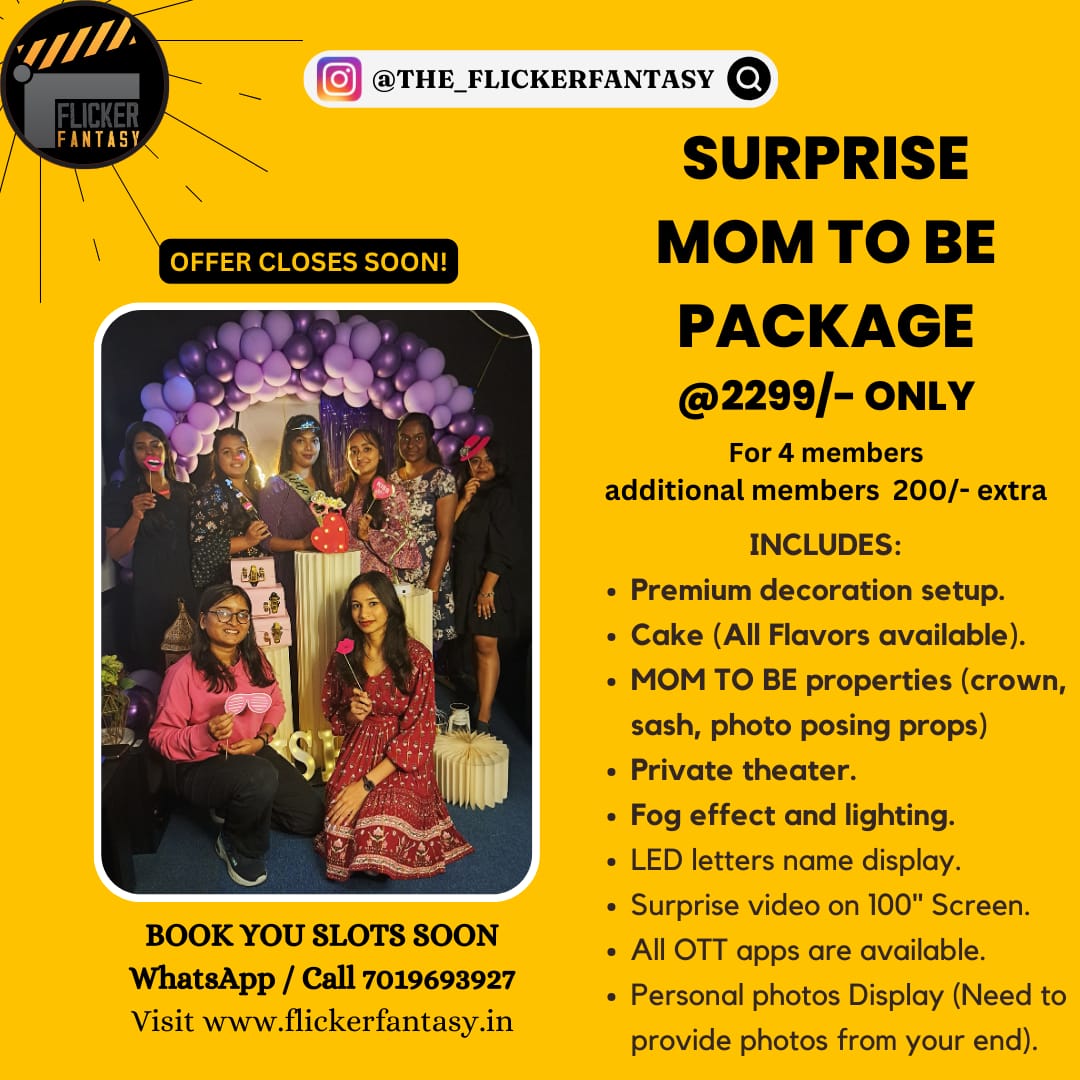 FLICKER
FANTASY
@THE_FLICKERFANTASY
SURPRISE
MOM TO BE
PACKAGE
@2299/- ONLY
For 4 members
additional members 200/- extra
OFFER CLOSES SOON!
INCLUDES:
• Premium decoration setup.
• Cake (All Flavors available).
• MOM TO BE properties (crown,
sash, photo posing props)
• Private theater.
• Fog effect and lighting.
• LED letters name display.
• Surprise video on 100" Screen.
• All OTT apps are available.
• Personal photos Display (Need to
provide photos from your end).
BOOK YOU SLOTS SOON
WhatsApp / Call 7019693927
Visit www.flickerfantasy.in